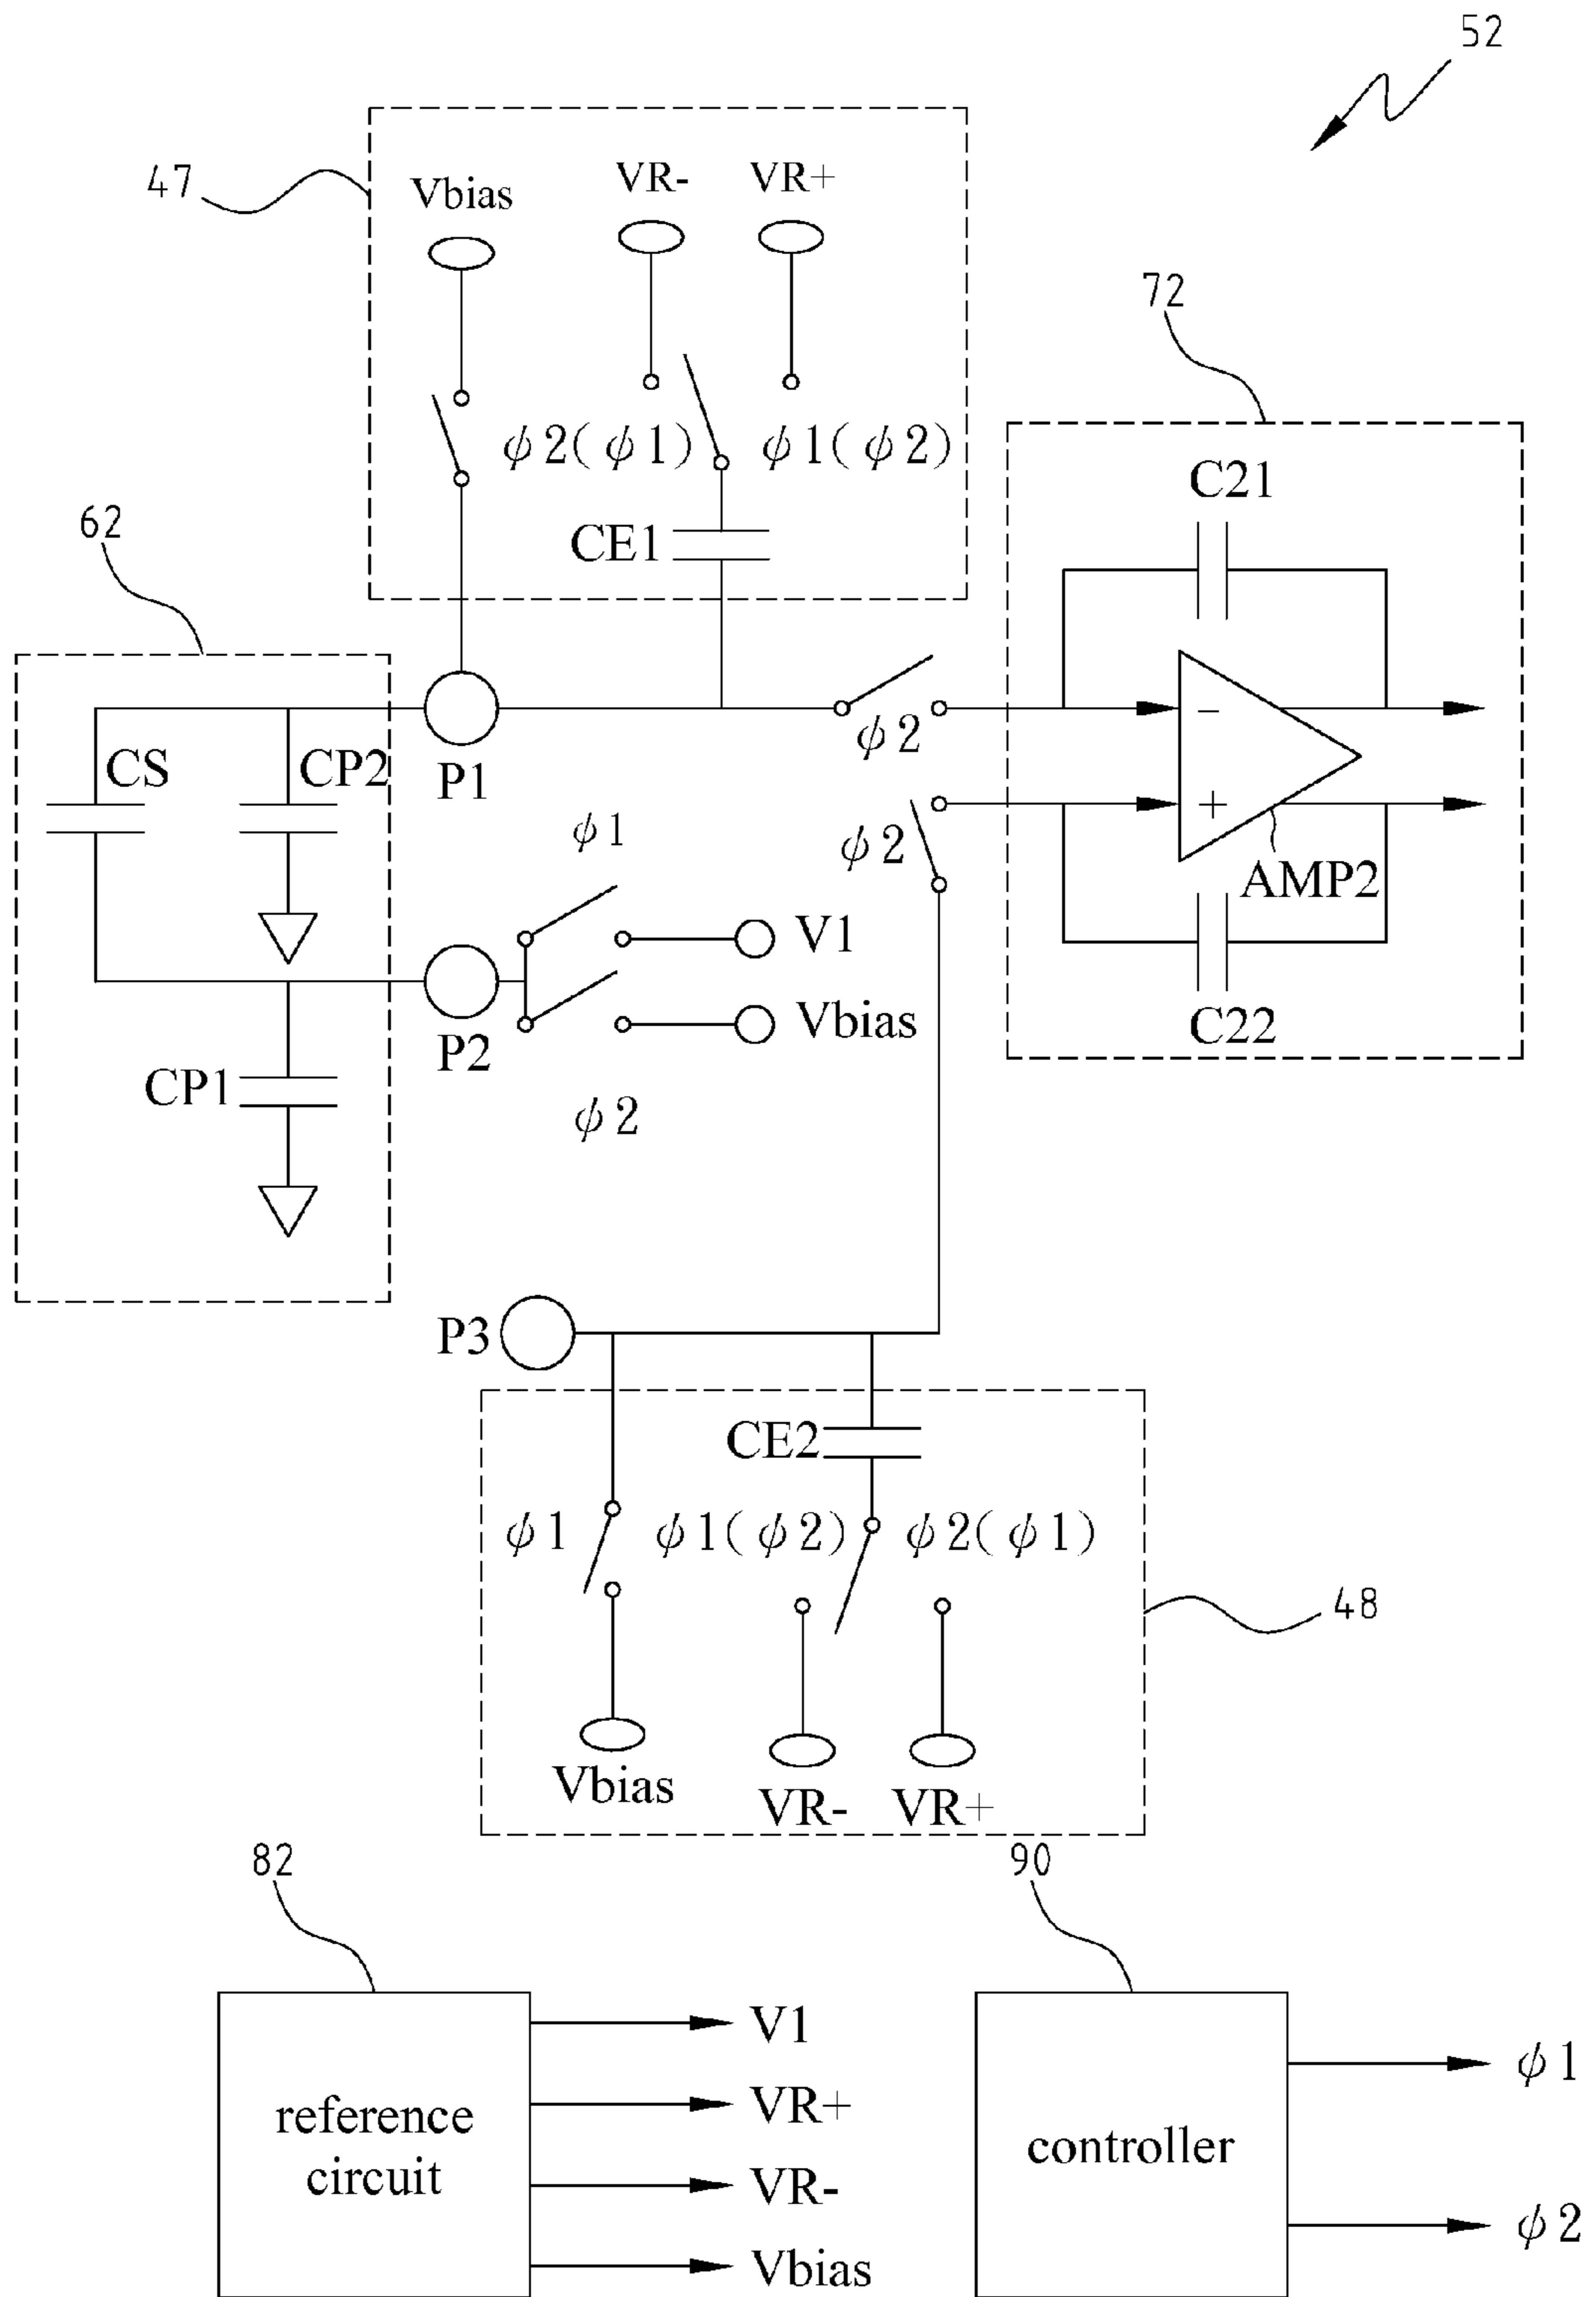 52
47
Vbias
VR-
VR+
72
ϕ2(ϕ1)
ϕ1(ϕ2)
C21
62
CE1
CS
CP2
P1
ϕ2
−
+
ϕ1
ϕ2
AMP2
V1
P2
Vbias
C22
CP1
ϕ2
P3
CE2
ϕ1
ϕ1(ϕ2)
ϕ2(ϕ1)
48
Vbias
VR-
VR+
82
90
V1
VR+
reference
circuit
VR-
Vbias
controller
ϕ1
ϕ2